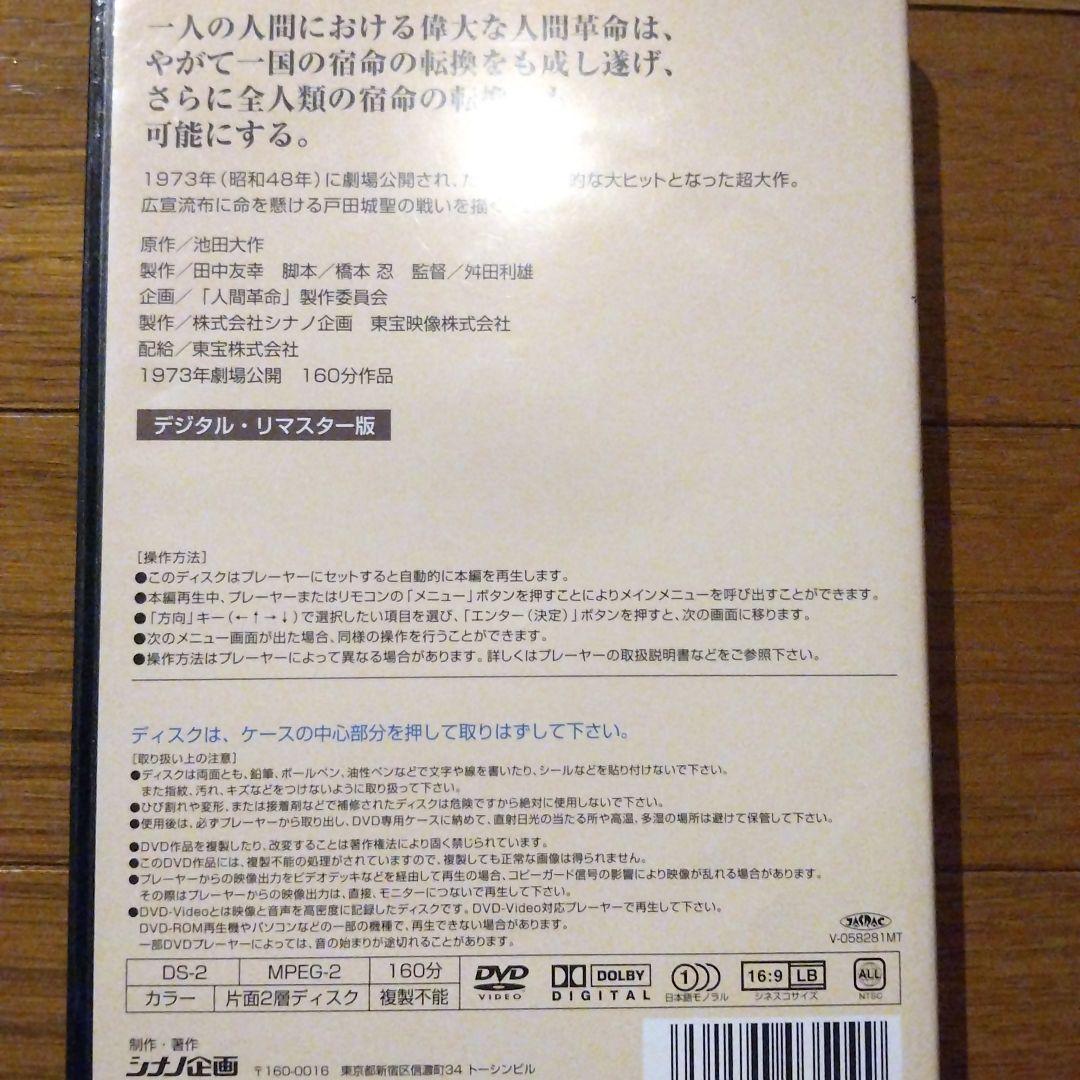 一人の人間における偉大な人間革命は、
やがて一国の宿命の転換をも成し遂げ、
さらに全人類の宿命の転
可能にする。
1973年(昭和48年)に劇場公開され、 的な大ヒットとなった超大作。
広宣流布に命を懸ける戸田城聖の戦いを描
原作/池田大作
製作/田中友幸 脚本/橋本 忍 監督/舛田利雄
企画/「人間革命」製作委員会
製作/株式会社シナノ企画 東宝映像株式会社
配給/東宝株式会社
1973年劇場公開 160分作品
デジタル・リマスター版
[操作方法]
●このディスクはプレーヤーにセットすると自動的に本編を再生します。
●本編再生中、プレーヤーまたはリモコンの「メニュー」ボタンを押すことによりメインメニューを呼び出すことができます。
●「方向」キー(←↑→↓)で選択したい項目を選び、「エンター(決定)」ボタンを押すと、次の画面に移ります。
●次のメニュー画面が出た場合、同様の操作を行うことができます。
●操作方法はプレーヤーによって異なる場合があります。詳しくはプレーヤーの取扱説明書などをご参照下さい。
ディスクは、ケースの中心部分を押して取りはずして下さい。
[取り扱い上の注意]
●ディスクは両面とも、鉛筆、ボールペン、油性ペンなどで文字や線を書いたり、シールなどを貼り付けないで下さい。
また指紋、汚れ、キズなどをつけないように取り扱って下さい。
●ひび割れや変形、または接着剤などで補修されたディスクは危険ですから絶対に使用しないで下さい。
●使用後は、必ずプレーヤーから取り出し、DVD専用ケースに納めて、直射日光の当たる所や高温、多湿の場所は避けて保管して下さい。
●DVD作品を複製したり、改変することは著作権法により固く禁じられています。
●このDVD作品には、複製不能の処理がされていますので、複製しても正常な画像は得られません。
●プレーヤーからの映像出力をビデオデッキなどを経由して再生の場合、コピーガード信号の影響により映像が乱れる場合があります。
その際はプレーヤーからの映像出力は、直接、モニターにつないで再生して下さい。
●DVD-Videoとは映像と音声を高密度に記録したディスクです。DVD-Video対応プレーヤーで再生して下さい。
DVD-ROM再生機やパソコンなどの一部の機種で、再生できない場合があります。
一部DVDプレーヤーによっては、音の始まりが途切れることがあります。
JASRAC
V-058281MT
DS-2 MPEG-2 160分
カラー 片面2層ディスク 複製不能
DVD VIDEO
DOLBY DIGITAL
1 日本語モノラル
16:9 LB シネスコサイズ
ALL NTSC
制作・著作
シナノ企画 〒160-0016 東京都新宿区信濃町34 トーシンビル